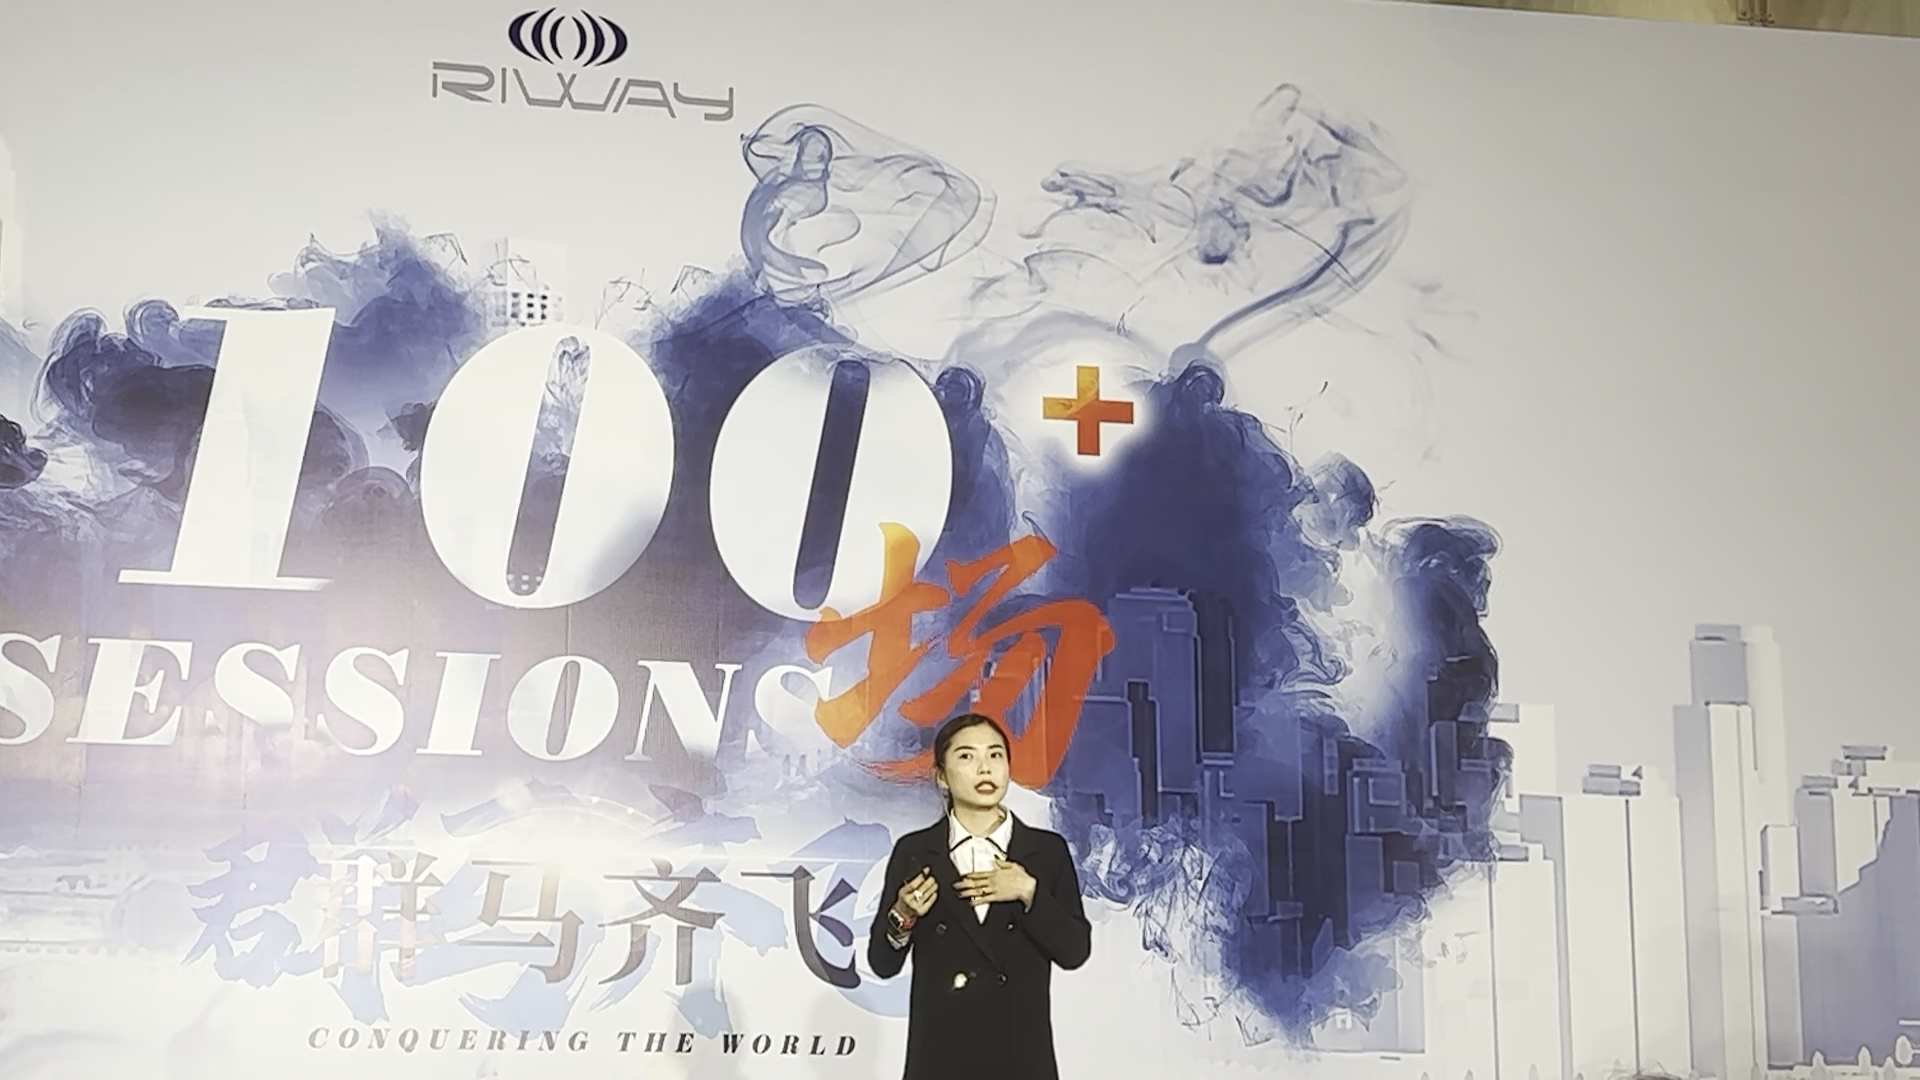 RIWAY
100+
场
SESSIONS
群马齐飞
CONQUERING THE WORLD